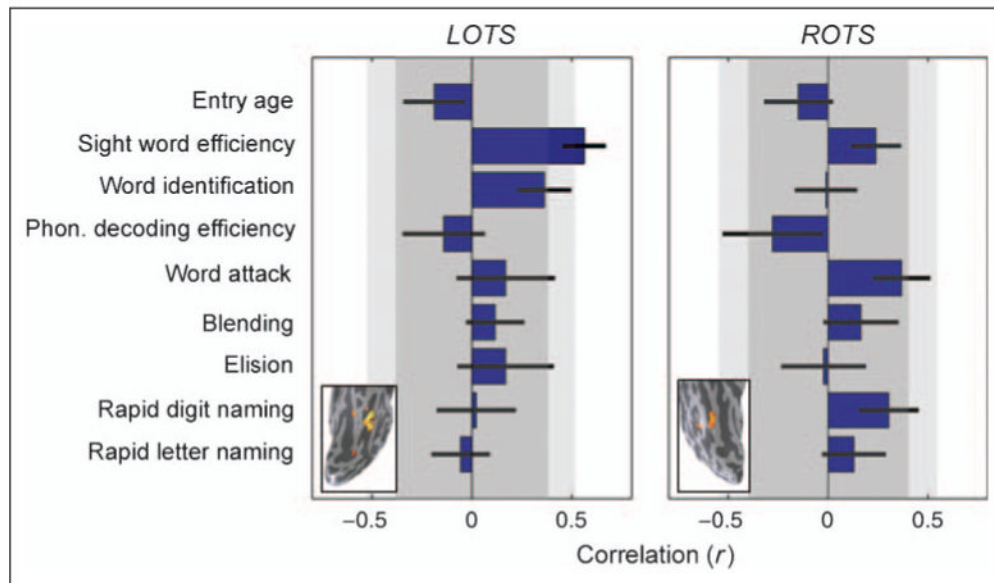 LOTS
ROTS
Entry age
Sight word efficiency
Word identification
Phon. decoding efficiency
Word attack
Blending
Elision
Rapid digit naming
Rapid letter naming
−0.5 0 0.5 −0.5 0 0.5
Correlation (r)